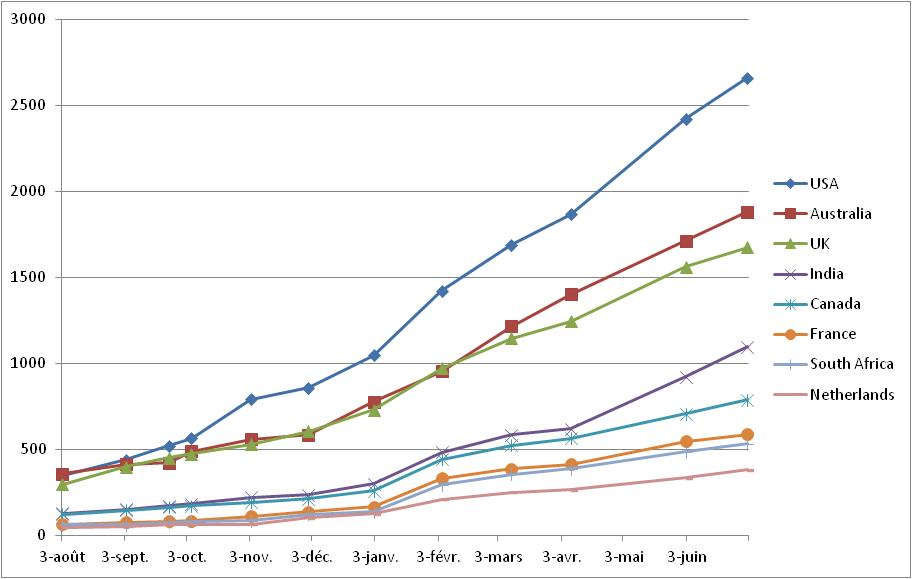 3000
2500
2000
1500
1000
500
0
3-août 3-sept. 3-oct. 3-nov. 3-déc. 3-janv. 3-févr. 3-mars 3-avr. 3-mai 3-juin
USA
Australia
UK
India
Canada
France
South Africa
Netherlands